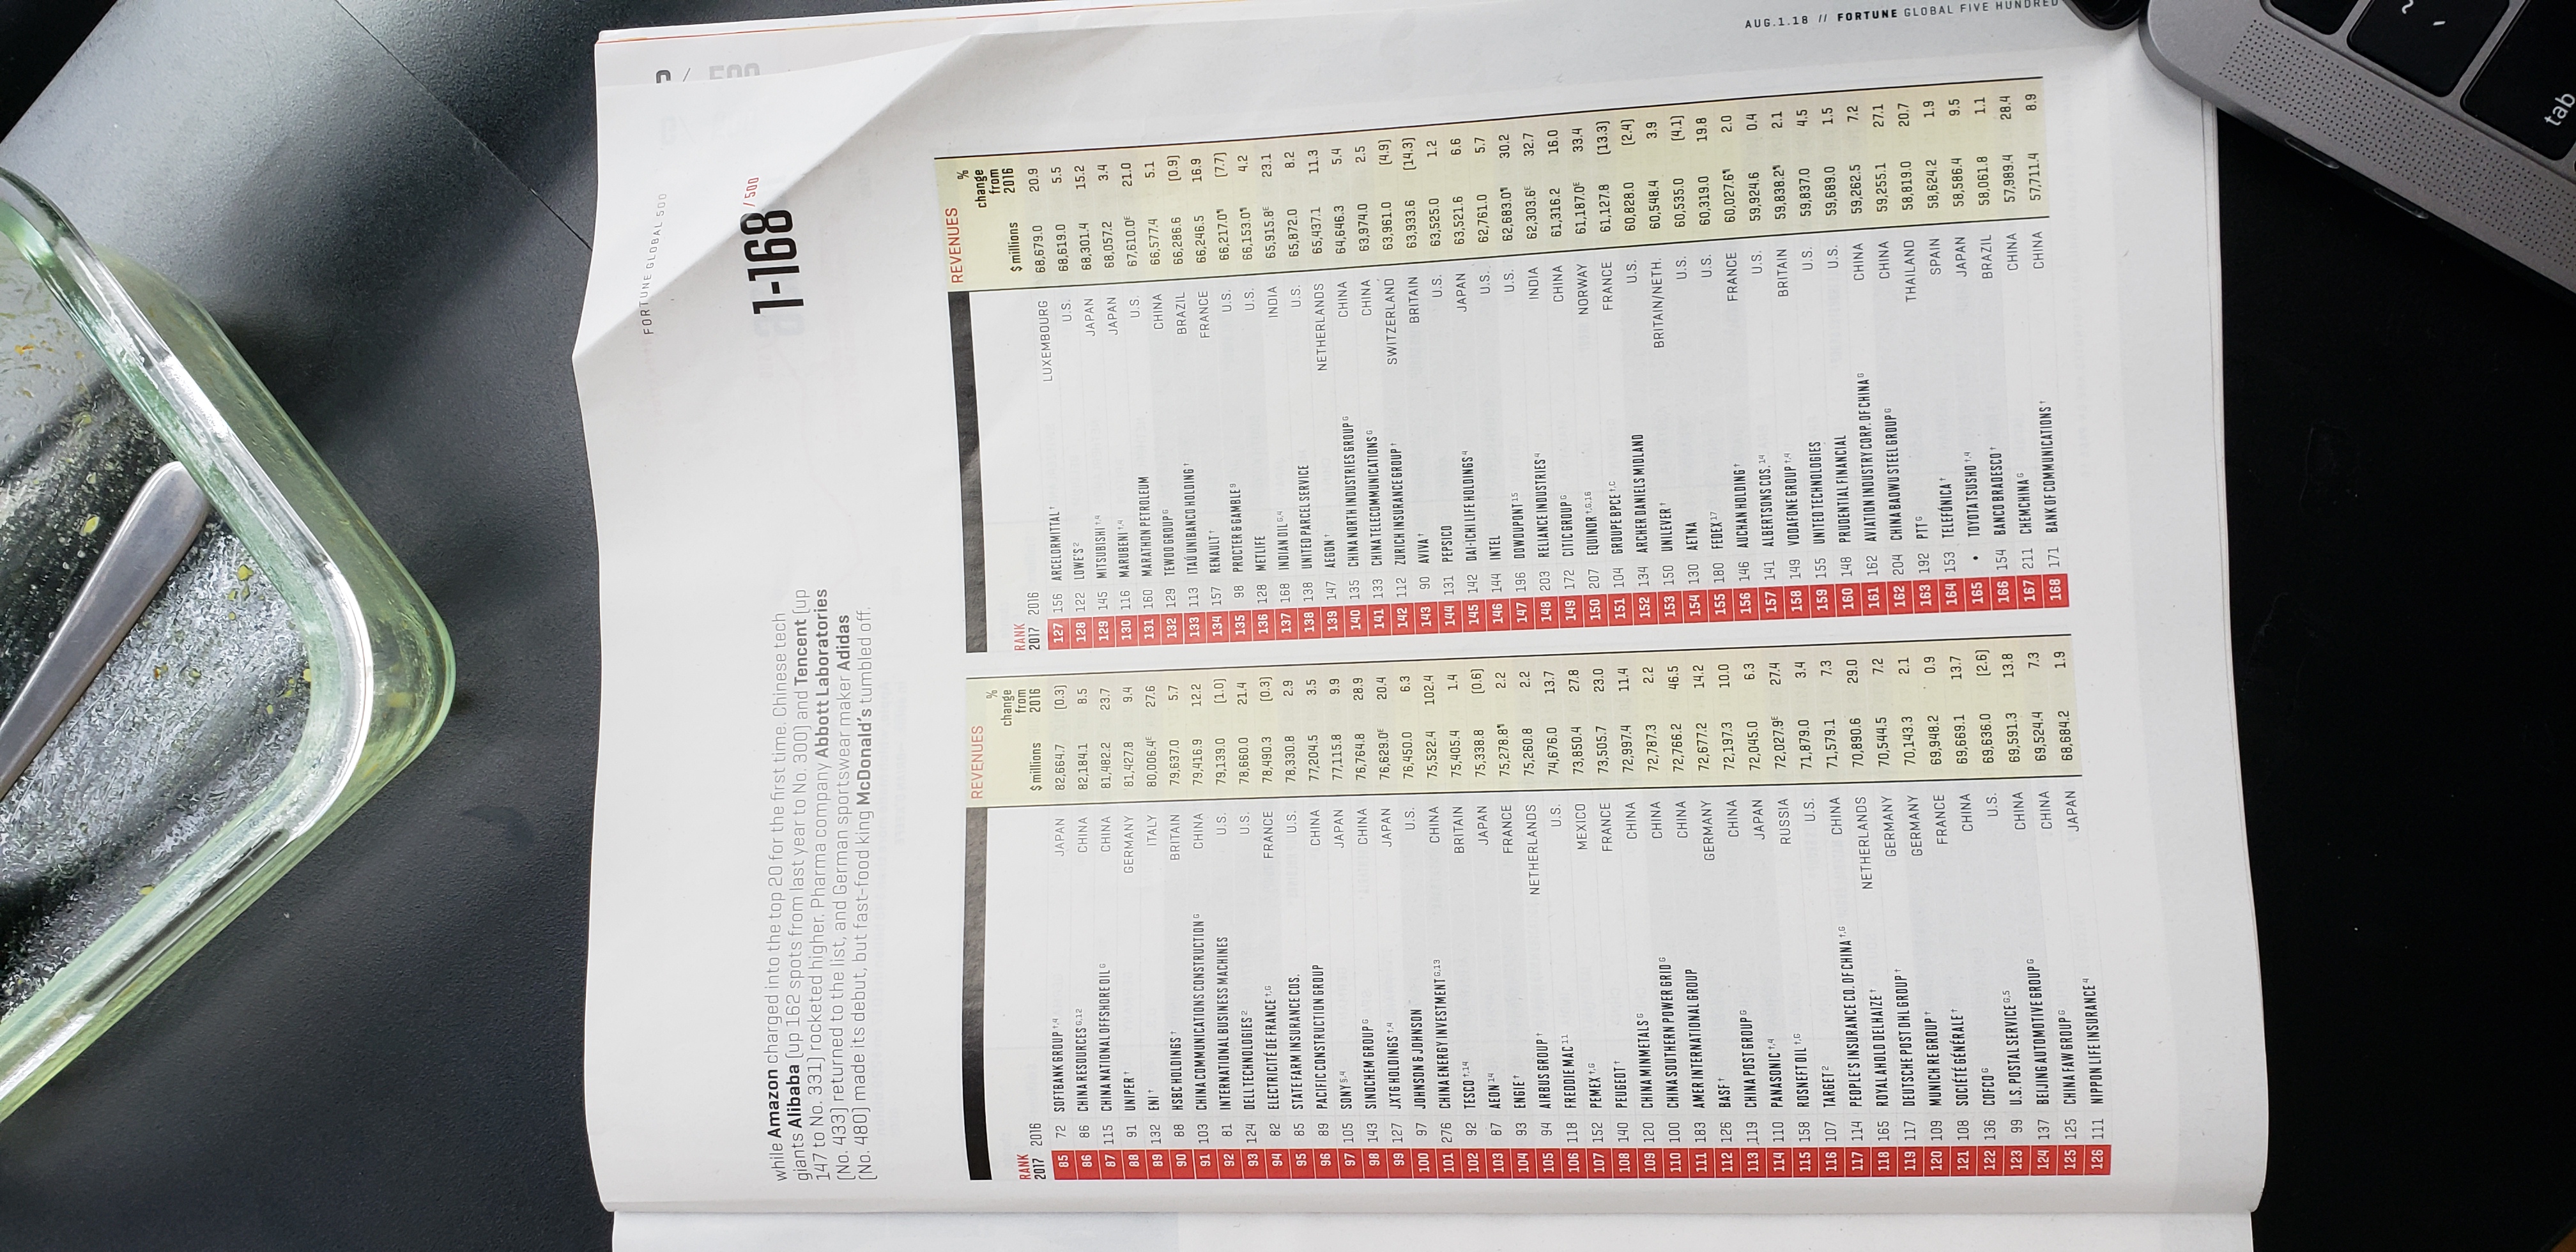 FORTUNE GLOBAL 500
1-168 / 500
while Amazon charged into the top 20 for the first time. Chinese tech
giants Alibaba (up 162 spots from last year to No. 300) and Tencent (up
147 to No. 331) rocketed higher. Pharma company Abbott Laboratories
(No. 433) returned to the list, and German sportswear maker Adidas
(No. 480) made its debut, but fast-food king McDonald's tumbled off.
REVENUES
%
change
from
RANK
2017 2016 $ millions 2016
85 72 SOFTBANK GROUP †,4 JAPAN 82,664.7 (0.3)
86 86 CHINA RESOURCES G,12 CHINA 82,184.1 8.5
87 115 CHINA NATIONAL OFFSHORE OIL G CHINA 81,482.2 23.7
88 91 UNIPER † GERMANY 81,427.8 9.4
89 132 ENI † ITALY 80,006.4E 27.6
90 88 HSBC HOLDINGS † BRITAIN 79,637.0 5.7
91 103 CHINA COMMUNICATIONS CONSTRUCTION G CHINA 79,416.9 12.2
92 81 INTERNATIONAL BUSINESS MACHINES U.S. 79,139.0 (1.0)
93 124 DELL TECHNOLOGIES 2 U.S. 78,660.0 21.4
94 82 ELECTRICITÉ DE FRANCE †,G FRANCE 78,490.3 (0.3)
95 85 STATE FARM INSURANCE COS. U.S. 78,330.8 2.9
96 89 PACIFIC CONSTRUCTION GROUP CHINA 77,204.5 3.5
97 105 SONY §,4 JAPAN 77,115.8 9.9
98 143 SINOCHEM GROUP G CHINA 76,764.8 28.9
99 127 JXTG HOLDINGS †,4 JAPAN 76,629.0E 20.4
100 97 JOHNSON & JOHNSON U.S. 76,450.0 6.3
101 276 CHINA ENERGY INVESTMENT G,13 CHINA 75,522.4 102.4
102 92 TESCO †,14 BRITAIN 75,405.4 1.4
103 87 AEON 14 JAPAN 75,338.8 (0.6)
104 93 ENGIE † FRANCE 75,278.8¶ 2.2
105 94 AIRBUS GROUP † NETHERLANDS 75,260.8 2.2
106 118 FREDDIE MAC 11 U.S. 74,676.0 13.7
107 152 PEMEX †,G MEXICO 73,850.4 27.8
108 140 PEUGEOT † FRANCE 73,505.7 23.0
109 120 CHINA MINMETALS G CHINA 72,997.4 11.4
110 100 CHINA SOUTHERN POWER GRID G CHINA 72,787.3 2.2
111 183 AMER INTERNATIONAL GROUP CHINA 72,766.2 46.5
112 126 BASF † GERMANY 72,677.2 14.2
113 119 CHINA POST GROUP G CHINA 72,197.3 10.0
114 110 PANASONIC †,4 JAPAN 72,045.0 6.3
115 158 ROSNEFT OIL †,G RUSSIA 72,027.9E 27.4
116 107 TARGET 2 U.S. 71,879.0 3.4
117 114 PEOPLE'S INSURANCE CO. OF CHINA †,G CHINA 71,579.1 7.3
118 165 ROYAL AHOLD DELHAIZE † NETHERLANDS 70,890.6 29.0
119 117 DEUTSCHE POST DHL GROUP † GERMANY 70,544.5 7.2
120 109 MUNICH RE GROUP † GERMANY 70,143.3 2.1
121 108 SOCIÉTÉ GÉNÉRALE † FRANCE 69,948.2 0.9
122 136 COFCO G CHINA 69,669.1 13.7
123 99 U.S. POSTAL SERVICE G,5 U.S. 69,636.0 (2.6)
124 137 BEIJING AUTOMOTIVE GROUP G CHINA 69,591.3 13.8
125 125 CHINA FAW GROUP G CHINA 69,524.4 7.3
126 111 NIPPON LIFE INSURANCE 4 JAPAN 68,684.2 1.9
REVENUES
%
change
from
RANK
2017 2016 $ millions 2016
127 156 ARCELORMITTAL † LUXEMBOURG 68,679.0 20.9
128 122 LOWE'S 2 U.S. 68,619.0 5.5
129 145 MITSUBISHI †,4 JAPAN 68,301.4 15.2
130 116 MARUBENI †,4 JAPAN 68,057.2 3.4
131 160 MARATHON PETROLEUM U.S. 67,610.0E 21.0
132 129 TEWOO GROUP G CHINA 66,577.4 5.1
133 113 ITAÚ UNIBANCO HOLDING † BRAZIL 66,286.6 (0.9)
134 157 RENAULT † FRANCE 66,246.5 16.9
135 98 PROCTER & GAMBLE 9 U.S. 66,217.0¶ (7.7)
136 128 METLIFE U.S. 66,153.0¶ 4.2
137 168 INDIAN OIL G,4 INDIA 65,915.8E 23.1
138 138 UNITED PARCEL SERVICE U.S. 65,872.0 8.2
139 147 AEGON † NETHERLANDS 65,437.1 11.3
140 135 CHINA NORTH INDUSTRIES GROUP G CHINA 64,646.3 5.4
141 133 CHINA TELECOMMUNICATIONS G CHINA 63,974.0 2.5
142 112 ZURICH INSURANCE GROUP † SWITZERLAND 63,961.0 (4.9)
143 90 AVIVA † BRITAIN 63,933.6 (14.3)
144 131 PEPSICO U.S. 63,525.0 1.2
145 142 DAI-ICHI LIFE HOLDINGS 4 JAPAN 63,521.6 6.6
146 144 INTEL U.S. 62,761.0 5.7
147 196 DOWDUPONT 15 U.S. 62,683.0¶ 30.2
148 203 RELIANCE INDUSTRIES 4 INDIA 62,303.6E 32.7
149 172 CITIC GROUP G CHINA 61,316.2 16.0
150 207 EQUINOR †,G,16 NORWAY 61,187.0E 33.4
151 104 GROUPE BPCE †,C FRANCE 61,127.8 (13.3)
152 134 ARCHER DANIELS MIDLAND U.S. 60,828.0 (2.4)
153 150 UNILEVER † BRITAIN/NETH. 60,548.4 3.9
154 130 AETNA U.S. 60,535.0 (4.1)
155 180 FEDEX 17 U.S. 60,319.0 19.8
156 146 AUCHAN HOLDING † FRANCE 60,027.6¶ 2.0
157 141 ALBERTSONS COS. 14 U.S. 59,924.6 0.4
158 149 VODAFONE GROUP †,4 BRITAIN 59,838.2¶ 2.1
159 155 UNITED TECHNOLOGIES U.S. 59,837.0 4.5
160 148 PRUDENTIAL FINANCIAL U.S. 59,689.0 1.5
161 162 AVIATION INDUSTRY CORP. OF CHINA G CHINA 59,262.5 7.2
162 204 CHINA BAOWU STEEL GROUP G CHINA 59,255.1 27.1
163 192 PTT G THAILAND 58,819.0 20.7
164 153 TELEFÓNICA † SPAIN 58,624.2 1.9
165 • TOYOTA TSUSHO †,4 JAPAN 58,586.4 9.5
166 154 BANCO BRADESCO † BRAZIL 58,061.8 1.1
167 211 CHEMCHINA G CHINA 57,989.4 28.4
168 171 BANK OF COMMUNICATIONS † CHINA 57,711.4 8.9
AUG.1.18 // FORTUNE GLOBAL FIVE HUNDRED
~
tab